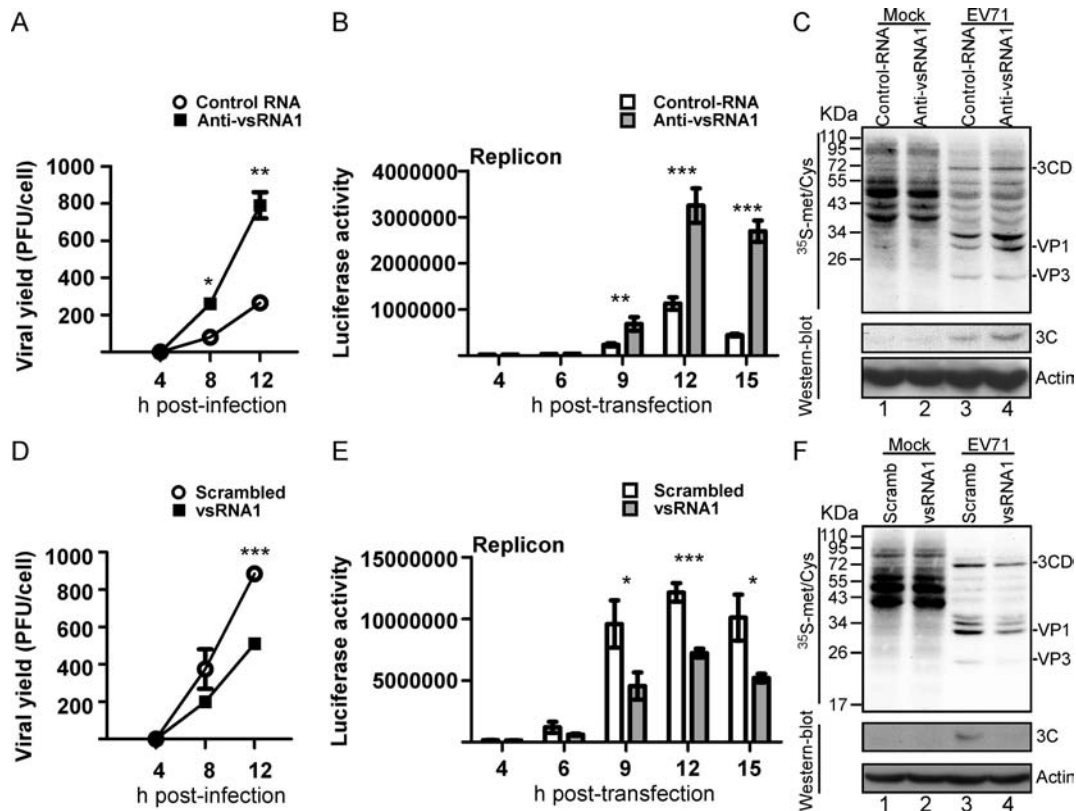 A
Control RNA
Anti-vsRNA1
Viral yield (PFU/cell)
1000
800
600
400
200
**
*
4 8 12
h post-infection
B
Control-RNA
Anti-vsRNA1
Replicon
Luciferase activity
4000000
3000000
2000000
1000000
**
***
***
4 6 9 12 15
h post-transfection
C
Mock EV71
Control-RNA
Anti-vsRNA1
Control-RNA
Anti-vsRNA1
KDa
110
95
72
55
43
34
26
35S-met/Cys
3CD
VP1
VP3
Western-blot
3C
Actin
1 2 3 4
D
Scrambled
vsRNA1
Viral yield (PFU/cell)
1000
800
600
400
200
***
4 8 12
h post-infection
E
Scrambled
vsRNA1
Replicon
Luciferase activity
15000000
10000000
5000000
*
***
*
4 6 9 12 15
h post-transfection
F
Mock EV71
Scramb
vsRNA1
Scramb
vsRNA1
KDa
110
95
72
55
43
34
26
17
35S-met/Cys
3CD
VP1
VP3
Western-blot
3C
Actin
1 2 3 4